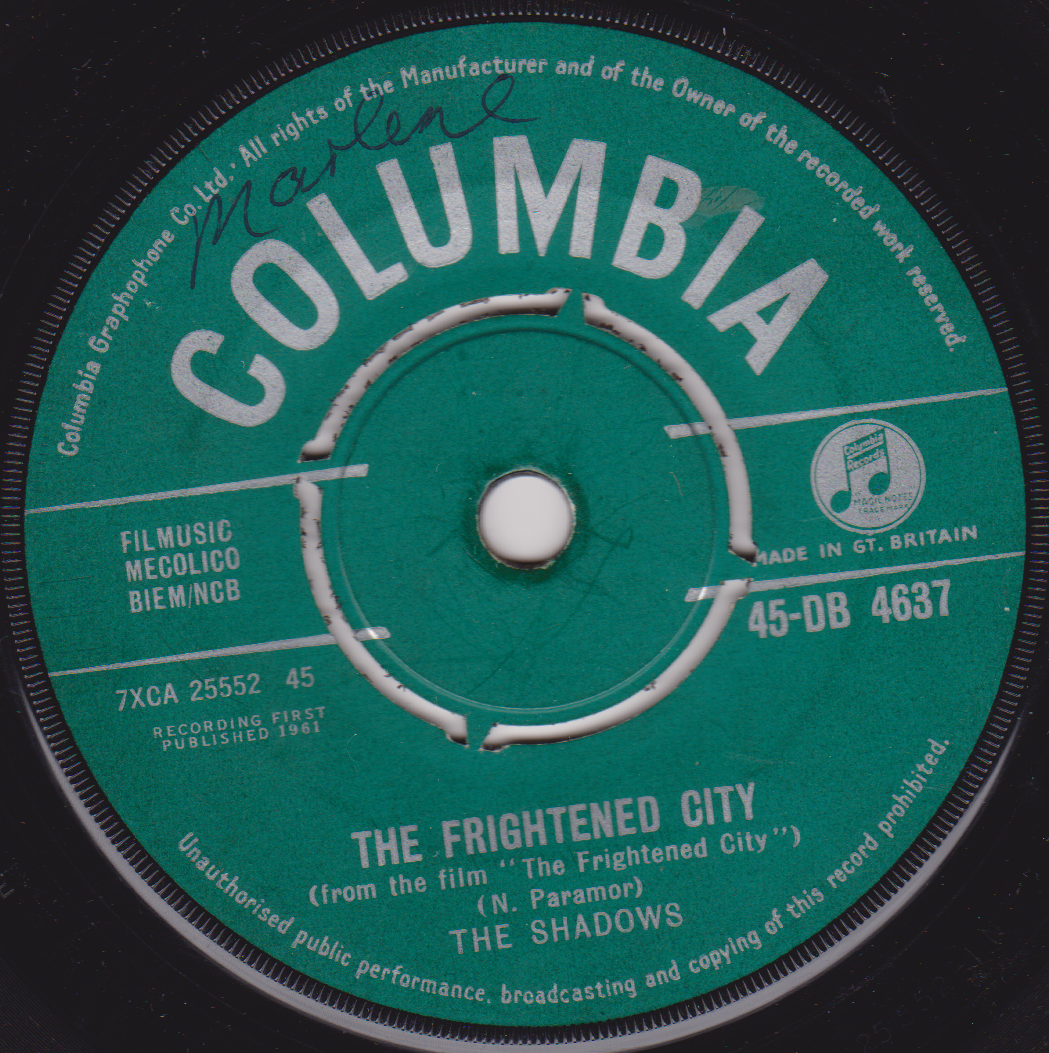 Columbia Graphophone Co. Ltd. All rights of the Manufacturer and of the Owner of the recorded work reserved.
Marlene
COLUMBIA
Columbia
Records
MAGIC NOTES
TRADE MARK
MADE IN GT. BRITAIN
FILMUSIC
MECOLICO
BIEM/NCB
45-DB 4637
7XCA 25552 45
RECORDING FIRST
PUBLISHED 1961
THE FRIGHTENED CITY
(from the film "The Frightened City")
(N. Paramor)
THE SHADOWS
Unauthorised public performance, broadcasting and copying of this record prohibited.